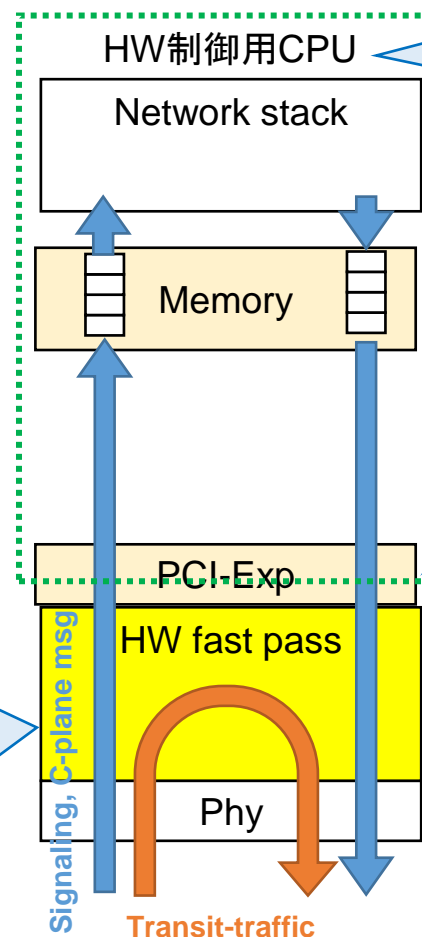 HW制御用CPU
Network stack
Memory
PCI-Exp
HW fast pass
Signaling, C-plane msg
Phy
Transit-traffic